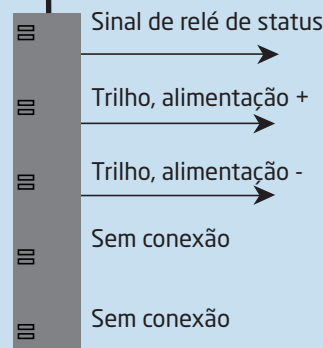 Sinal de relé de status
Trilho, alimentação +
Trilho, alimentação -
Sem conexão
Sem conexão